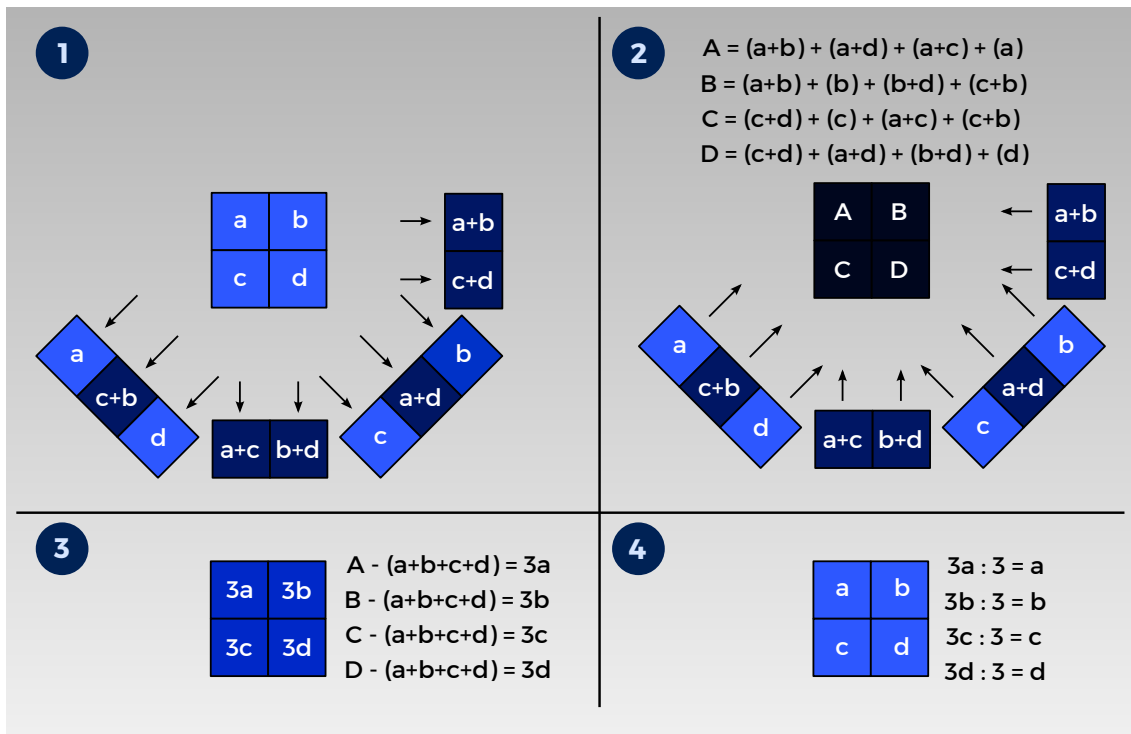 1
a b
c d
a+b
c+d
a
c+b
d
a+c b+d
b
a+d
c
2
A = (a+b) + (a+d) + (a+c) + (a)
B = (a+b) + (b) + (b+d) + (c+b)
C = (c+d) + (c) + (a+c) + (c+b)
D = (c+d) + (a+d) + (b+d) + (d)
A B
C D
a+b
c+d
a
c+b
d
a+c b+d
b
a+d
c
3
3a 3b
3c 3d
A - (a+b+c+d) = 3a
B - (a+b+c+d) = 3b
C - (a+b+c+d) = 3c
D - (a+b+c+d) = 3d
4
a b
c d
3a : 3 = a
3b : 3 = b
3c : 3 = c
3d : 3 = d